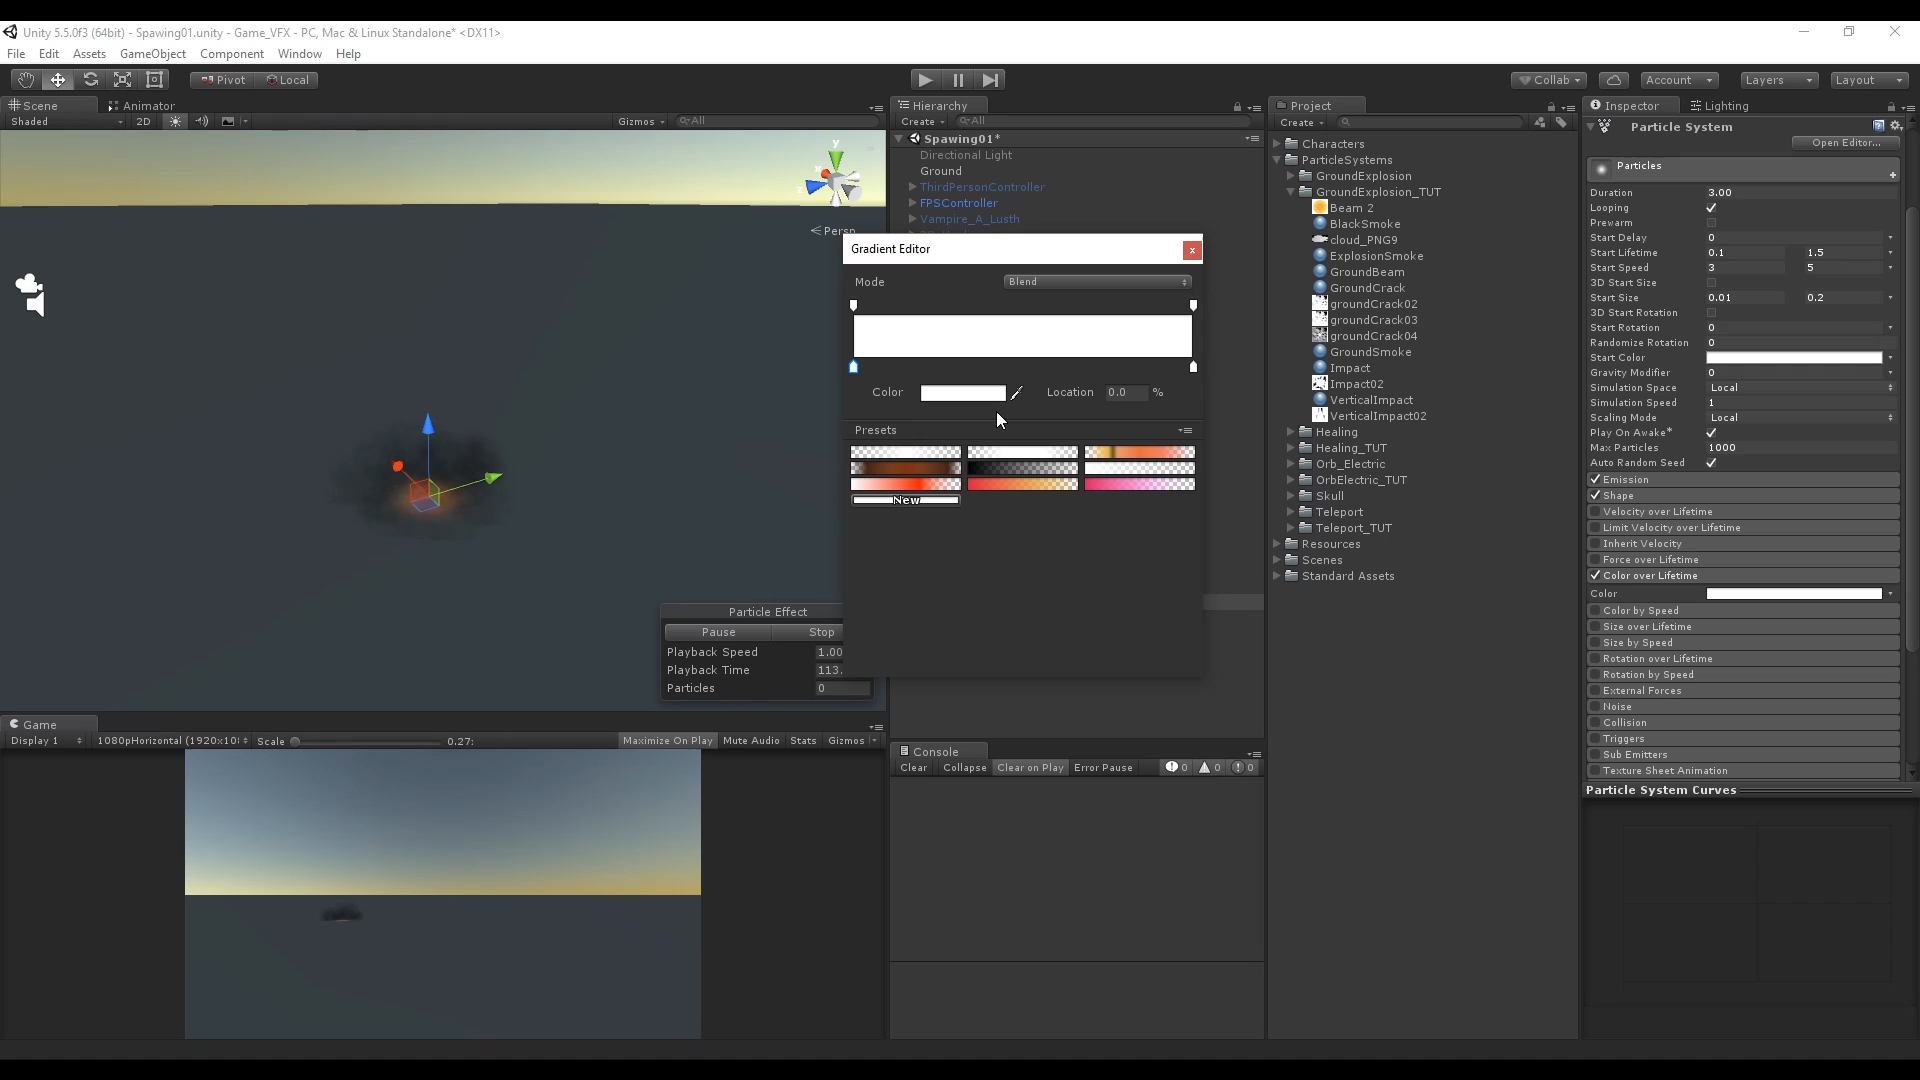 Unity 5.5.0f3 (64bit) - Spawing01.unity - Game_VFX - PC, Mac & Linux Standalone* <DX11>
File Edit Assets GameObject Component Window Help
Pivot Local
Collab Account Layers Layout
Scene Animator
Shaded 2D Gizmos All
Persp
Hierarchy
Create All
Spawing01*
Directional Light
Ground
ThirdPersonController
FPSController
Vampire_A_Lusth
Gradient Editor
Mode Blend
Color Location 0.0 %
Presets
New
Particle Effect
Pause Stop
Playback Speed 1.00
Playback Time 113.
Particles 0
Game
Display 1 1080pHorizontal (1920x10 Scale 0.27: Maximize On Play Mute Audio Stats Gizmos
Console
Clear Collapse Clear on Play Error Pause 0 0 0
Project
Create
Characters
ParticleSystems
GroundExplosion
GroundExplosion_TUT
Beam 2
BlackSmoke
cloud_PNG9
ExplosionSmoke
GroundBeam
GroundCrack
groundCrack02
groundCrack03
groundCrack04
GroundSmoke
Impact
Impact02
VerticalImpact
VerticalImpact02
Healing
Healing_TUT
Orb_Electric
OrbElectric_TUT
Skull
Teleport
Teleport_TUT
Resources
Scenes
Standard Assets
Inspector Lighting
Particle System
Open Editor...
Particles
Duration 3.00
Looping
Prewarm
Start Delay 0
Start Lifetime 0.1 1.5
Start Speed 3 5
3D Start Size
Start Size 0.01 0.2
3D Start Rotation
Start Rotation 0
Randomize Rotation 0
Start Color
Gravity Modifier 0
Simulation Space Local
Simulation Speed 1
Scaling Mode Local
Play On Awake*
Max Particles 1000
Auto Random Seed
Emission
Shape
Velocity over Lifetime
Limit Velocity over Lifetime
Inherit Velocity
Force over Lifetime
Color over Lifetime
Color
Color by Speed
Size over Lifetime
Size by Speed
Rotation over Lifetime
Rotation by Speed
External Forces
Noise
Collision
Triggers
Sub Emitters
Texture Sheet Animation
Particle System Curves